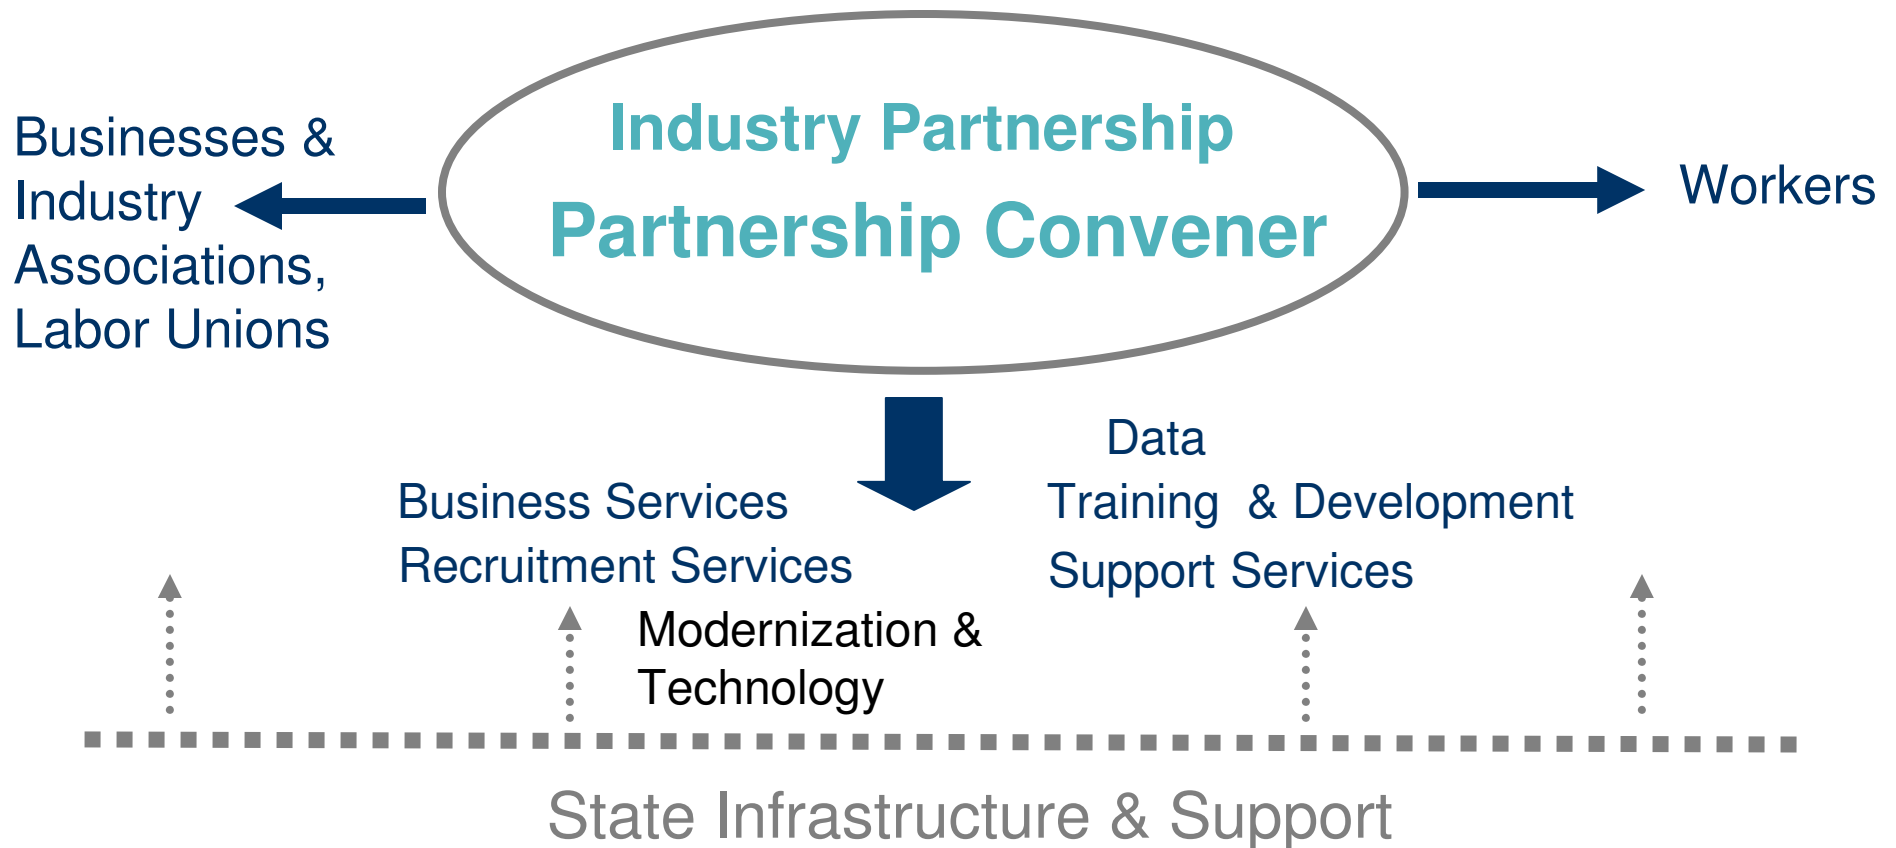 Industry Partnership
Partnership Convener
Businesses &
Industry
Associations,
Labor Unions
Workers
Business Services
Recruitment Services
Modernization &
Technology
Data
Training & Development
Support Services
State Infrastructure & Support